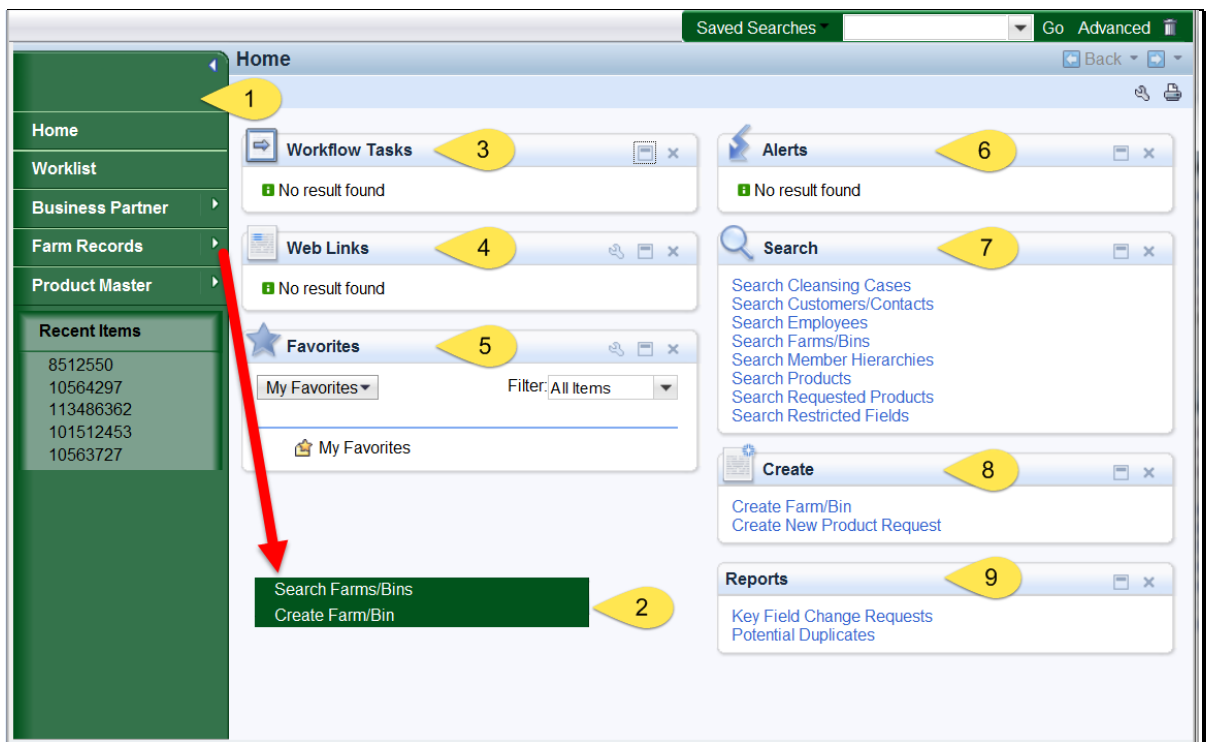 Saved Searches
Go Advanced
Home
Back
1
Home
Worklist
Business Partner
Farm Records
Product Master
Recent Items
8512550
10564297
113486362
101512453
10563727
Workflow Tasks
3
No result found
Web Links
4
No result found
Favorites
5
My Favorites
Filter: All Items
My Favorites
Search Farms/Bins
Create Farm/Bin
2
Alerts
6
No result found
Search
7
Search Cleansing Cases
Search Customers/Contacts
Search Employees
Search Farms/Bins
Search Member Hierarchies
Search Products
Search Requested Products
Search Restricted Fields
Create
8
Create Farm/Bin
Create New Product Request
Reports
9
Key Field Change Requests
Potential Duplicates